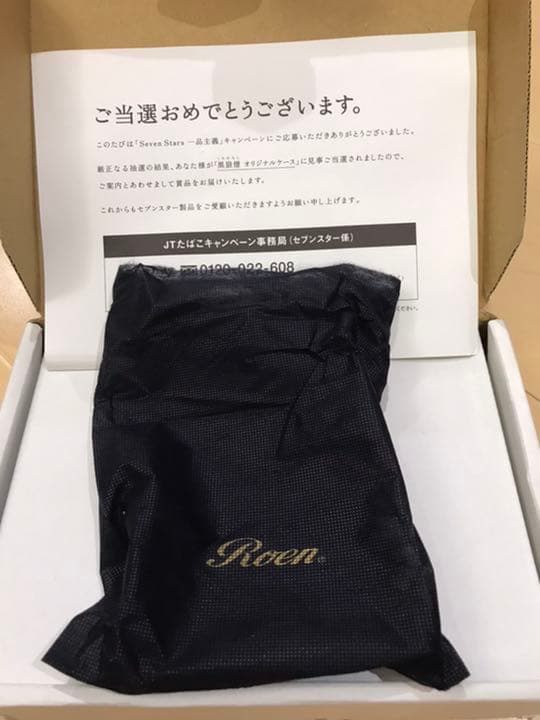 ご当選おめでとうございます。
このたびは「Seven Stars 一品主義」キャンペーンにご募いただきありがとうございました。
厳正なる抽選の結果、あなた様が「オリジナルケース」に見事ご当選されましたので、
ご案内とあわせまして賞品をお届けいたします。
これからもセブンスター製品をご愛顧いただきますようお願い申し上げます。
JTたばこキャンペーン事務局(セブンスター係)
0120-933-608
ください。
Roen